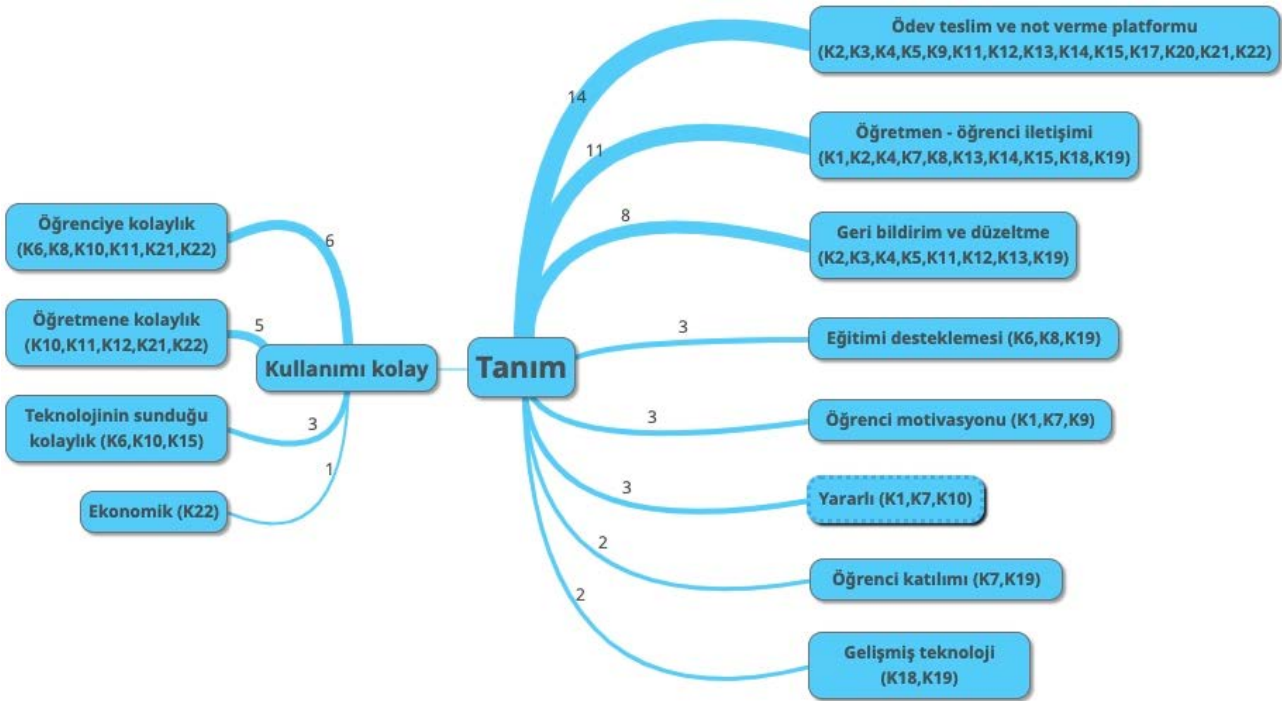 Ödev teslim ve not verme platformu
(K2,K3,K4,K5,K9,K11,K12,K13,K14,K15,K17,K20,K21,K22)
14
Öğretmen - öğrenci iletişimi
(K1,K2,K4,K7,K8,K13,K14,K15,K18,K19)
11
Geri bildirim ve düzeltme
(K2,K3,K4,K5,K11,K12,K13,K19)
8
Eğitimi desteklemesi (K6,K8,K19)
3
Öğrenci motivasyonu (K1,K7,K9)
3
Yararlı (K1,K7,K10)
3
Öğrenci katılımı (K7,K19)
2
Gelişmiş teknoloji
(K18,K19)
2
Tanım
Kullanımı kolay
Öğrenciye kolaylık
(K6,K8,K10,K11,K21,K22)
6
Öğretmene kolaylık
(K10,K11,K12,K21,K22)
5
Teknolojinin sunduğu
kolaylık (K6,K10,K15)
3
Ekonomik (K22)
1